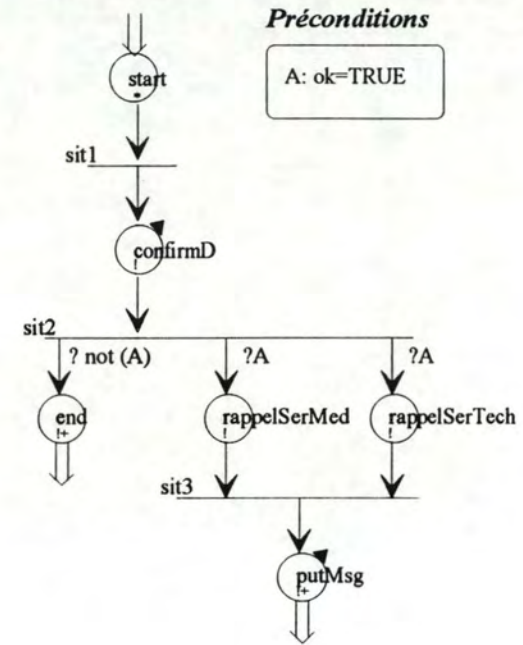 Préconditions
A: ok=TRUE
start
*
sit1
confirmD
!
sit2
? not (A)
?A
?A
end
!+
rappelSerMed
!
rappelSerTech
!
sit3
putMsg
!+